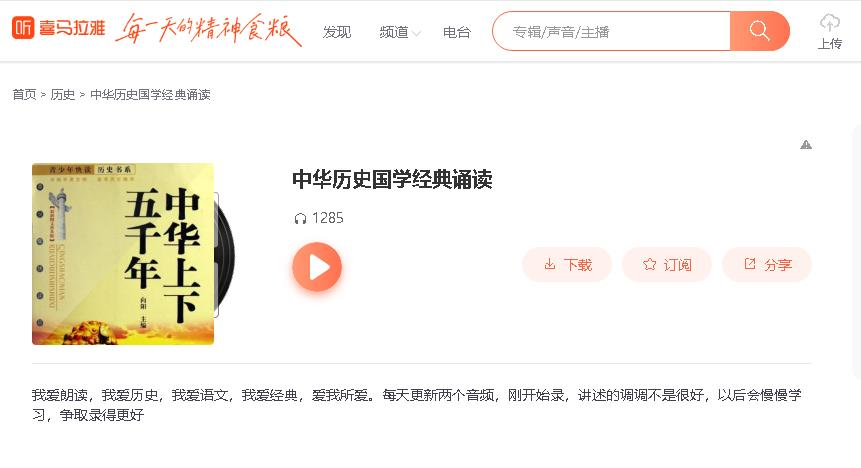 听 喜马拉雅 每一天的精神食粮 发现 频道 电台 专辑/声音/主播 上传
首页 > 历史 > 中华历史国学经典诵读
青少年快读 历史书系
中华上下
五千年
向阳 主编
中华历史国学经典诵读
1285
下载 订阅 分享
我爱朗读，我爱历史，我爱语文，我爱经典，爱我所爱。每天更新两个音频，刚开始录，讲述的调调不是很好，以后会慢慢学
习，争取录得更好